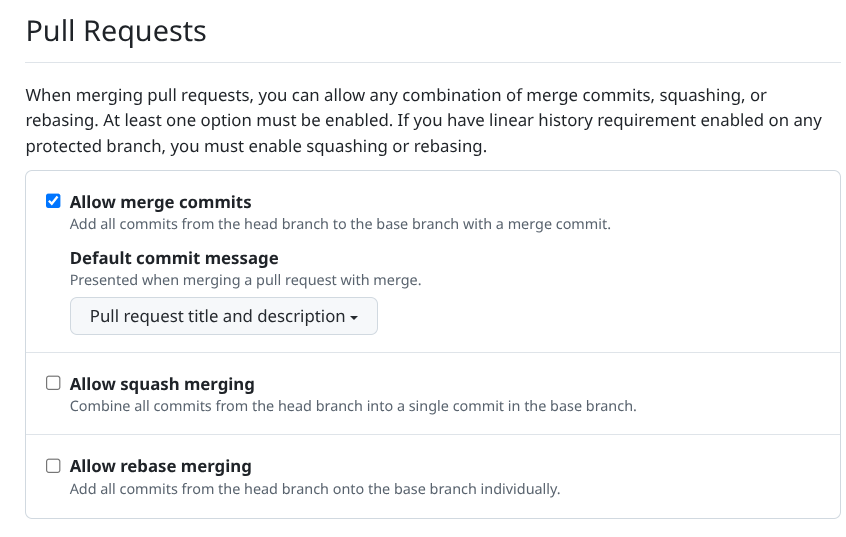 Pull Requests
When merging pull requests, you can allow any combination of merge commits, squashing, or
rebasing. At least one option must be enabled. If you have linear history requirement enabled on any
protected branch, you must enable squashing or rebasing.
Allow merge commits
Add all commits from the head branch to the base branch with a merge commit.
Default commit message
Presented when merging a pull request with merge.
Pull request title and description
Allow squash merging
Combine all commits from the head branch into a single commit in the base branch.
Allow rebase merging
Add all commits from the head branch onto the base branch individually.